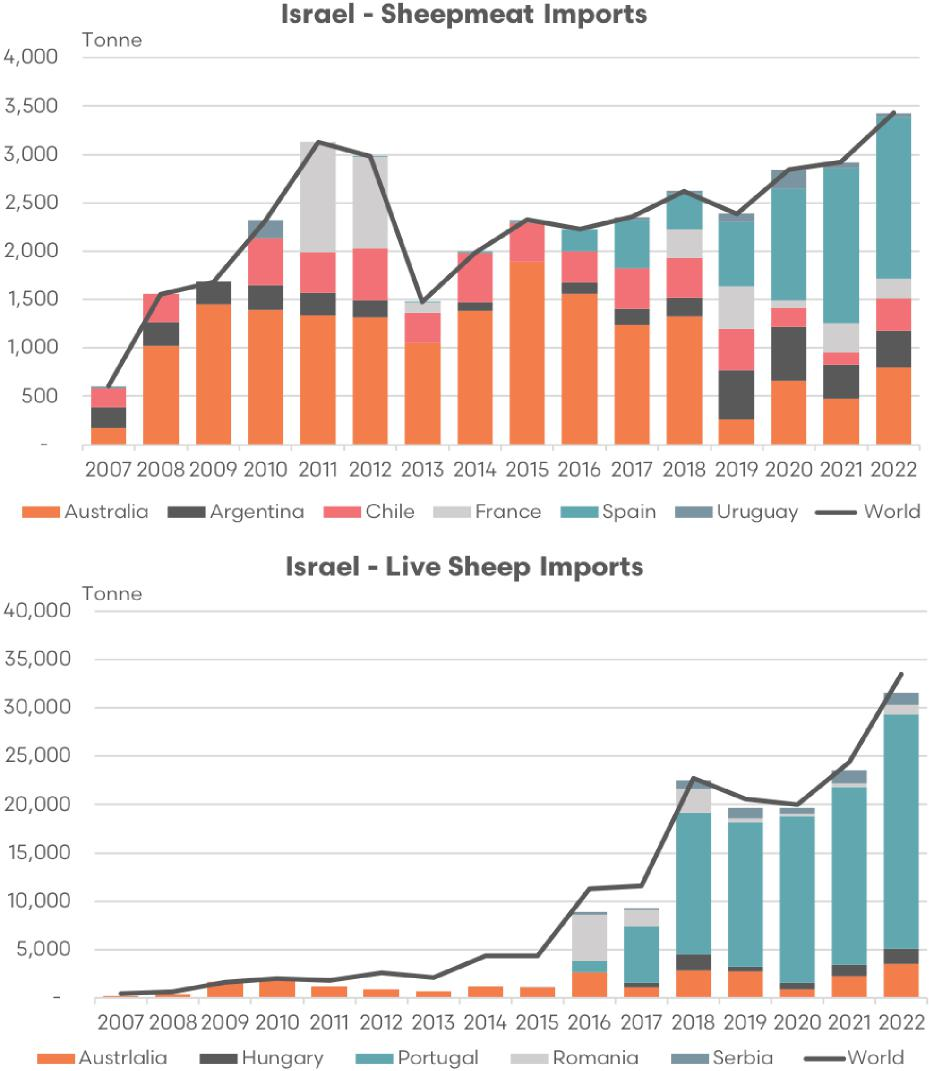 Israel - Sheepmeat Imports
Tonne
4,000
3,500
3,000
2,500
2,000
1,500
1,000
500
-
2007 2008 2009 2010 2011 2012 2013 2014 2015 2016 2017 2018 2019 2020 2021 2022
Australia Argentina Chile France Spain Uruguay World
Israel - Live Sheep Imports
Tonne
40,000
35,000
30,000
25,000
20,000
15,000
10,000
5,000
-
2007 2008 2009 2010 2011 2012 2013 2014 2015 2016 2017 2018 2019 2020 2021 2022
Austrlalia Hungary Portugal Romania Serbia World